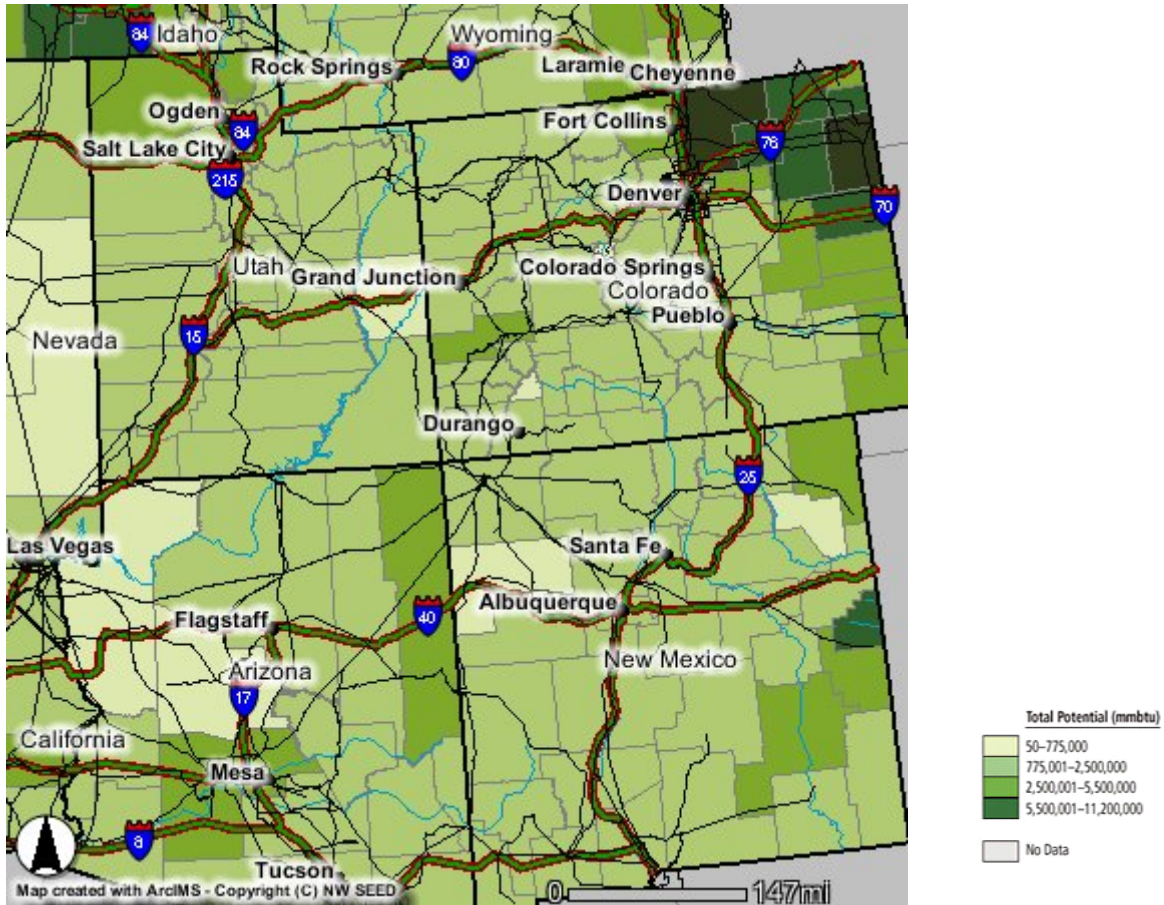 84
Idaho
Wyoming
80
Rock Springs
Laramie
Cheyenne
Ogden
84
Fort Collins
76
Salt Lake City
215
Denver
70
Utah
Grand Junction
Colorado Springs
Colorado
Pueblo
15
Nevada
Durango
25
Las Vegas
Santa Fe
Albuquerque
40
Flagstaff
New Mexico
Arizona
17
California
Mesa
8
Tucson
Map created with ArcIMS - Copyright (C) NW SEED
0
147mi
Total Potential (mmbtu)
50–775,000
775,001–2,500,000
2,500,001–5,500,000
5,500,001–11,200,000
No Data